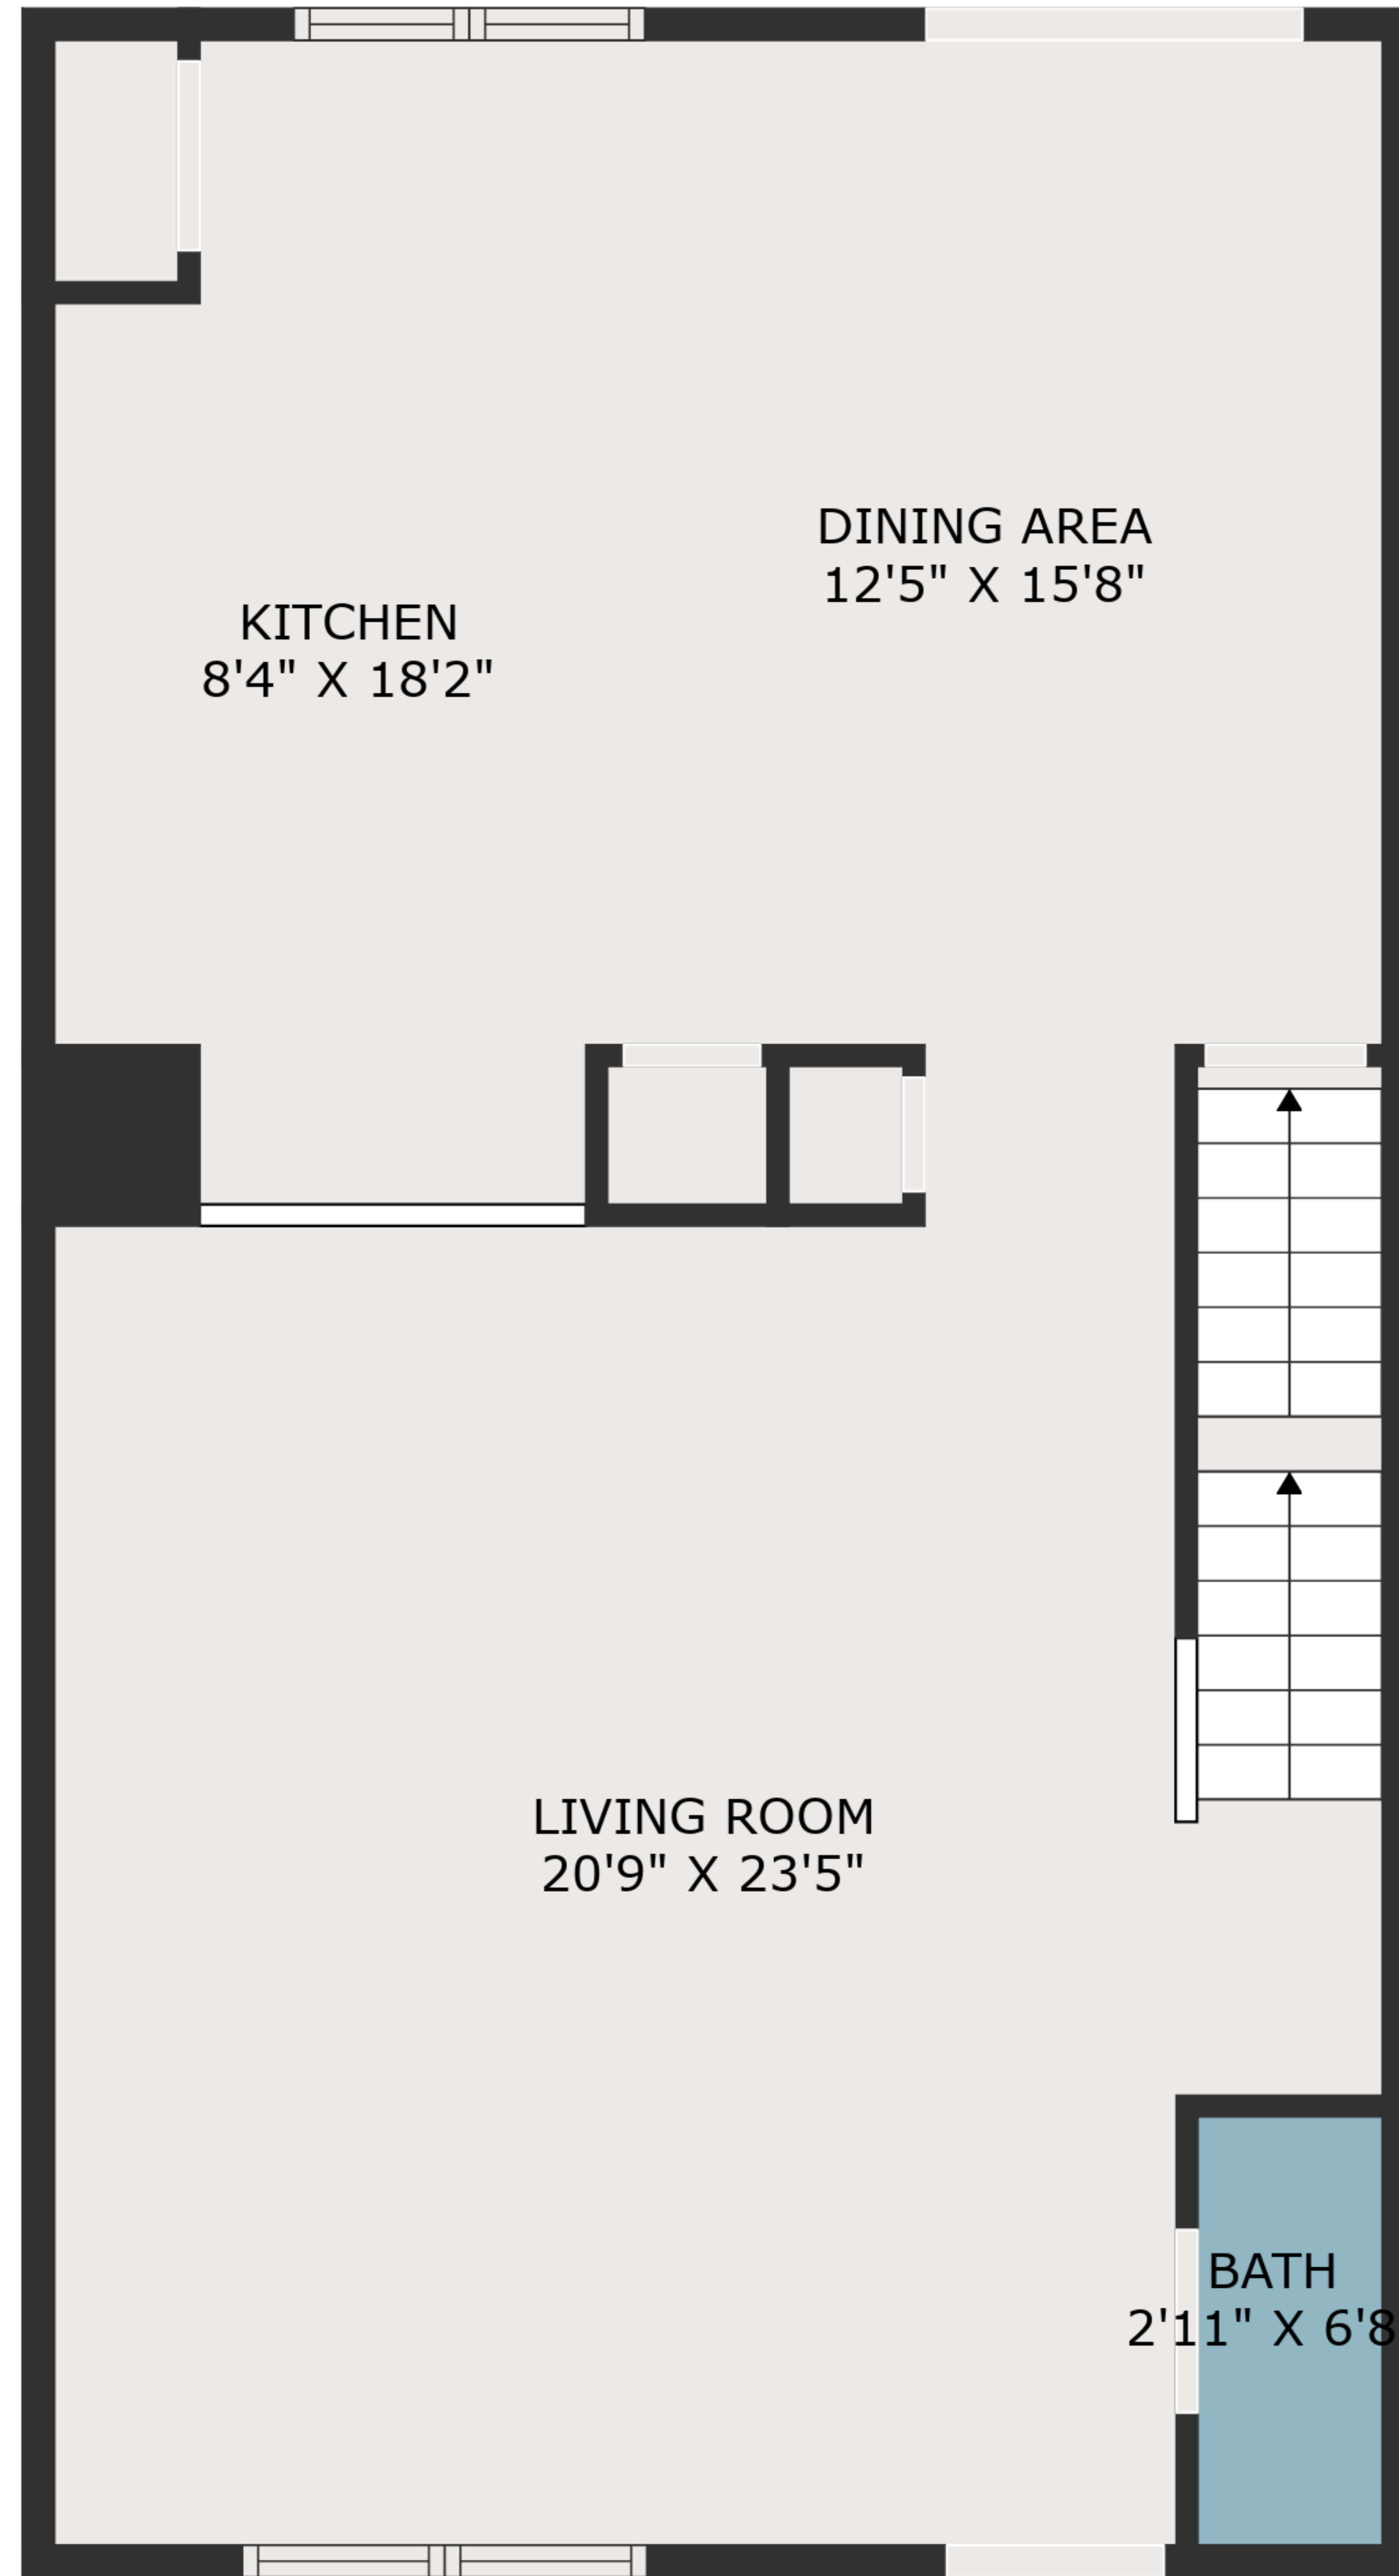 DINING AREA
12'5" X 15'8"
KITCHEN
8'4" X 18'2"
LIVING ROOM
20'9" X 23'5"
BATH
2'11" X 6'8